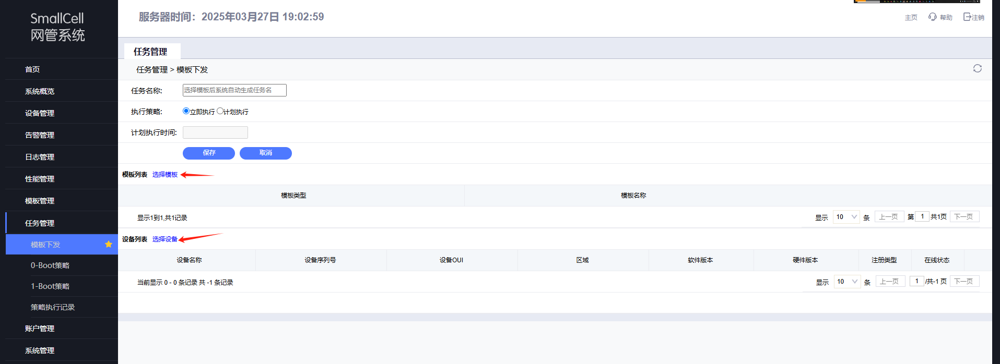 SmallCell
网管系统
服务器时间：2025年03月27日 19:02:59
主页 帮助 注销
首页
系统概览
设备管理
告警管理
日志管理
性能管理
模板管理
任务管理
模板下发
0-Boot策略
1-Boot策略
策略执行记录
账户管理
系统管理
任务管理
任务管理 > 模板下发
任务名称: 选择模板后系统自动生成任务名
执行策略: 立即执行 计划执行
计划执行时间:
保存 取消
模板列表 选择模板
模板类型 模板名称
显示1到1,共1记录 显示 10 条 上一页 第 1 共1页 下一页
设备列表 选择设备
设备名称 设备序列号 设备OUI 区域 软件版本 硬件版本 注册类型 在线状态
当前显示 0 - 0 条记录 共 -1 条记录 显示 10 条 上一页 1 /共-1 页 下一页